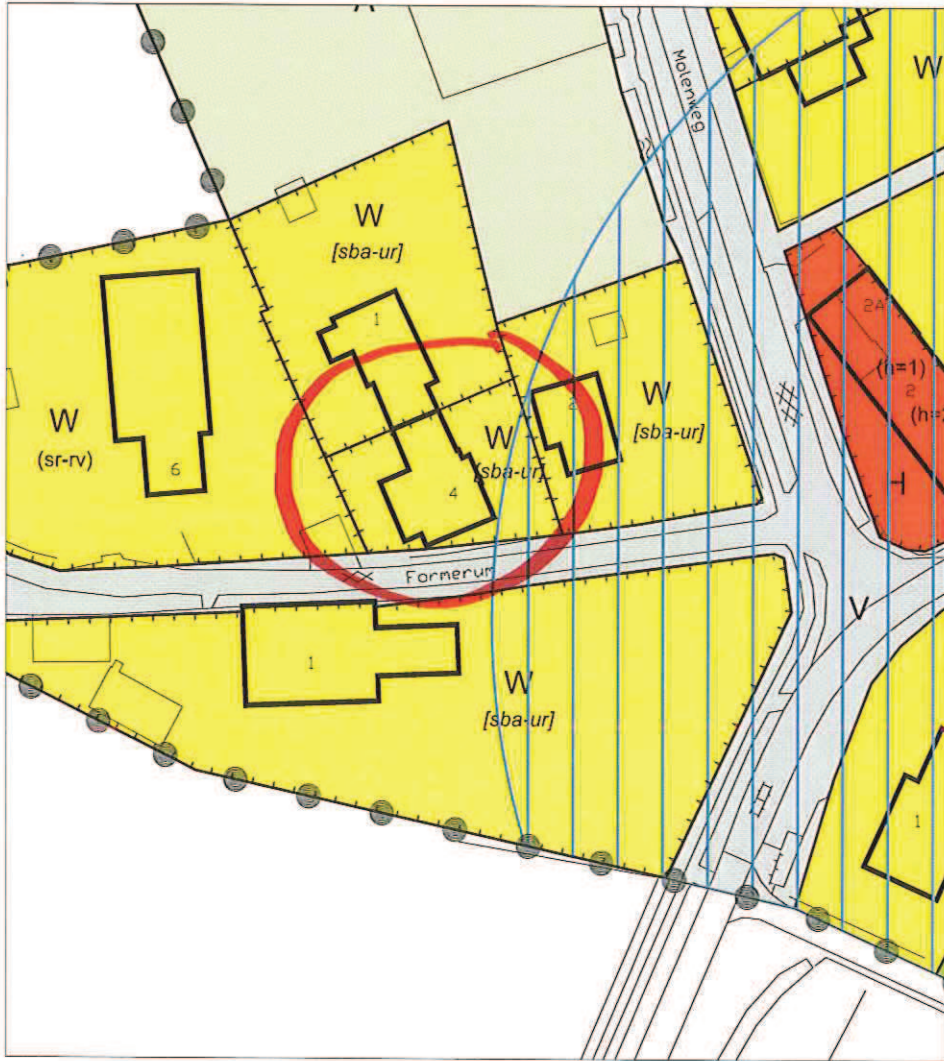 Molenweg
W
W
[sba-ur]
1
2A
(h=1)
2
W
(sr-rv)
6
W
[sba-ur]
4
W
[sba-ur]
H
Formerum
1
W
[sba-ur]
V
1